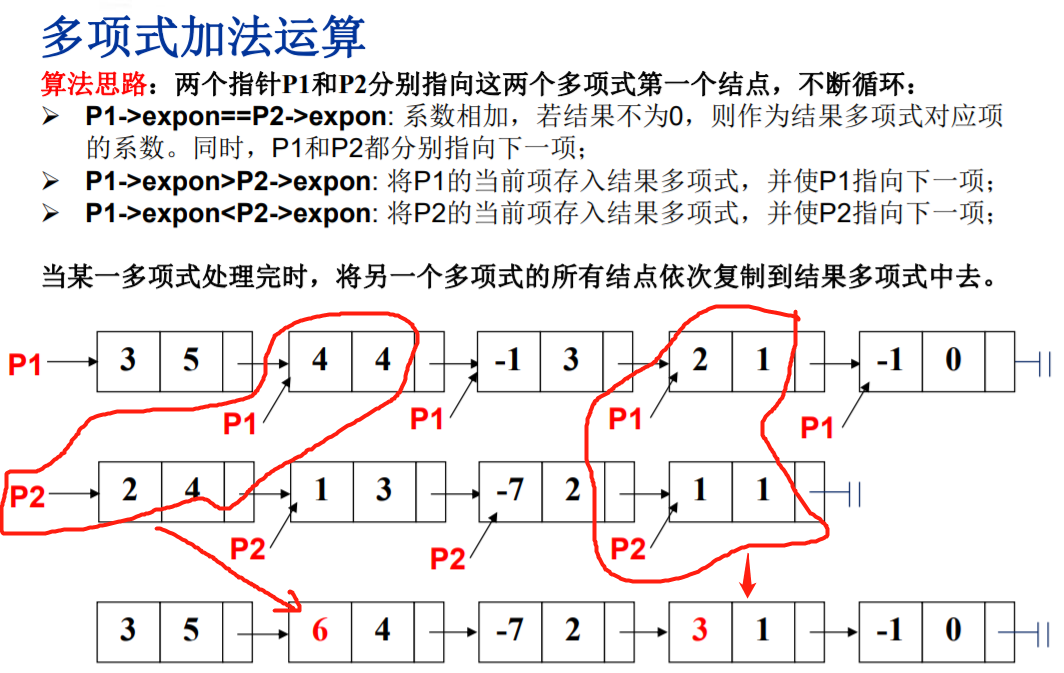 多项式加法运算
算法思路：两个指针P1和P2分别指向这两个多项式第一个结点，不断循环：
➢ P1->expon==P2->expon: 系数相加，若结果不为0，则作为结果多项式对应项
的系数。同时，P1和P2都分别指向下一项；
➢ P1->expon>P2->expon: 将P1的当前项存入结果多项式，并使P1指向下一项；
➢ P1->expon<P2->expon: 将P2的当前项存入结果多项式，并使P2指向下一项；
当某一多项式处理完时，将另一个多项式的所有结点依次复制到结果多项式中去。
P1 3 5 4 4 -1 3 2 1 -1 0
P1 P1 P1 P1
P2 2 4 1 3 -7 2 1 1
P2 P2 P2
3 5 6 4 -7 2 3 1 -1 0